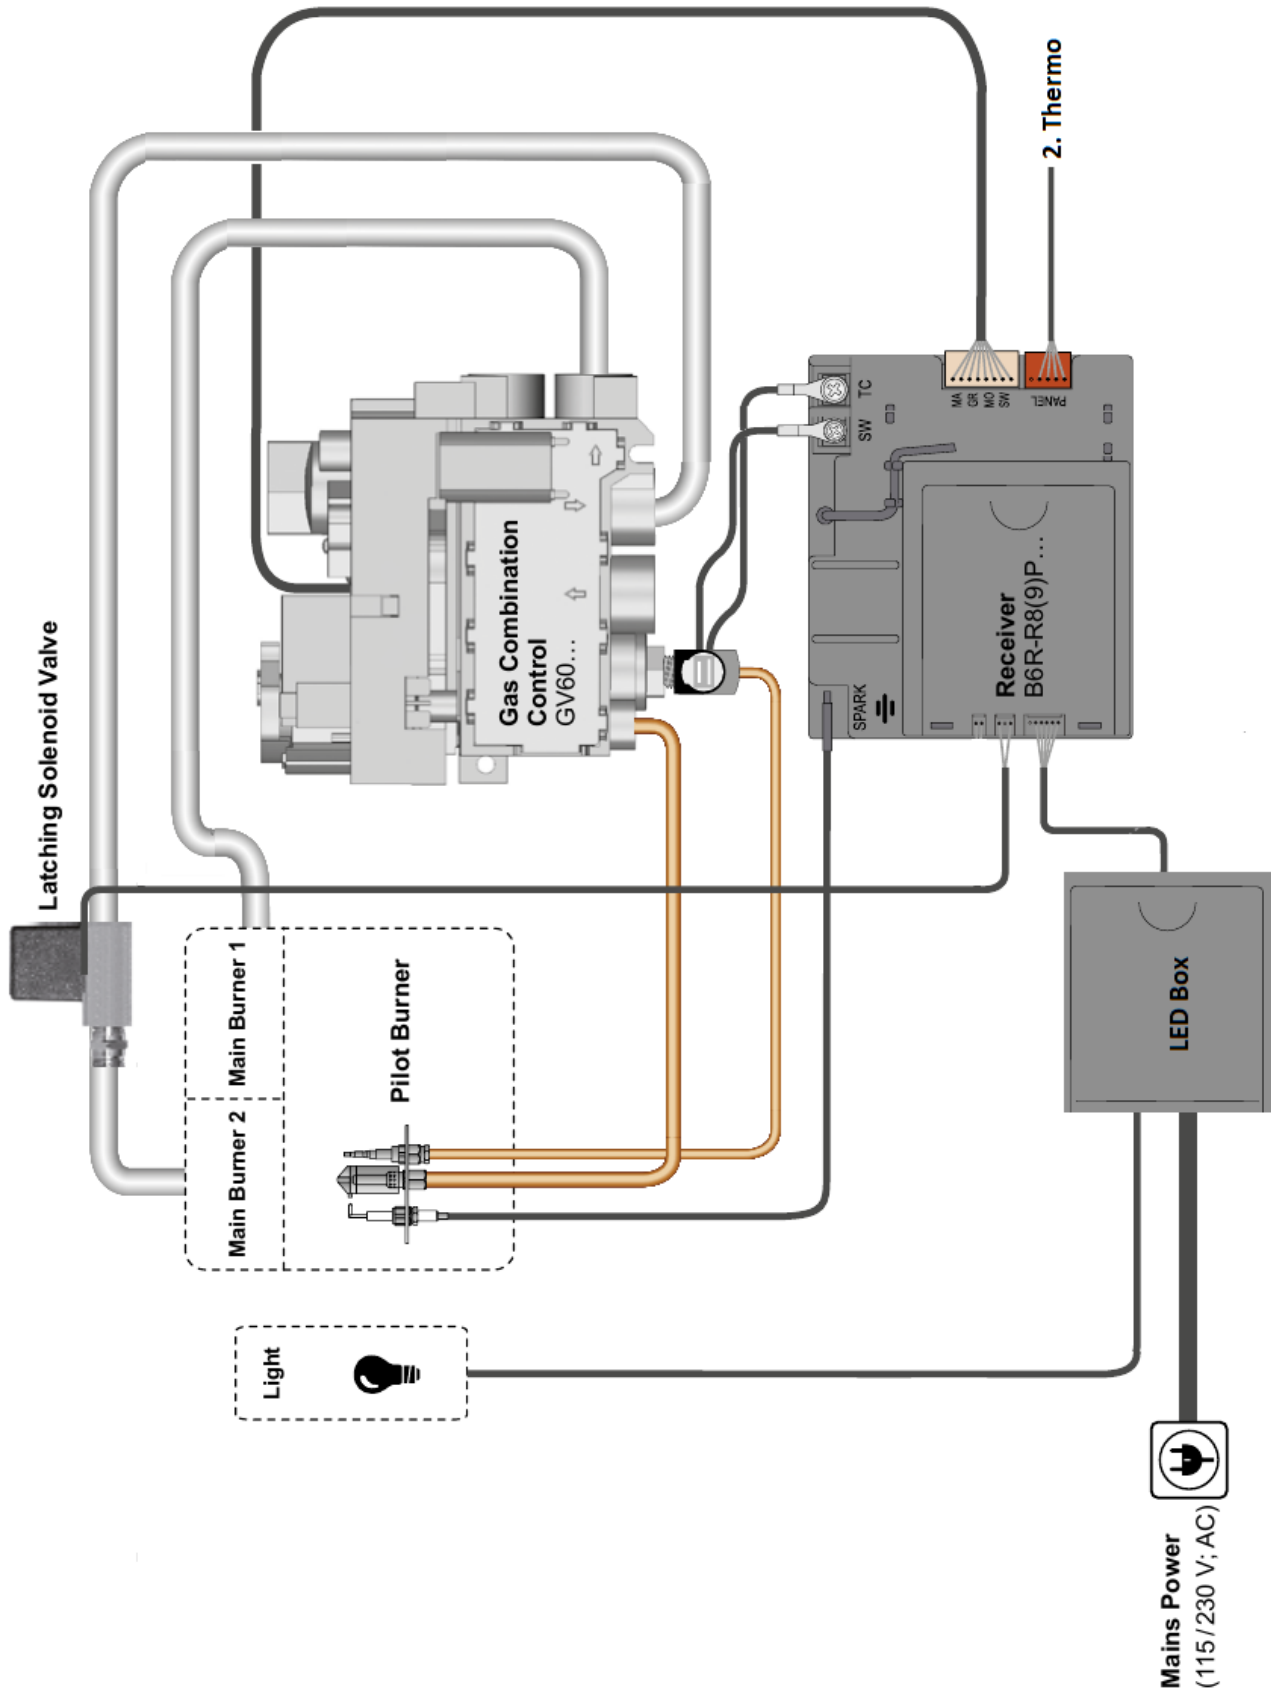 Latching Solenoid Valve
Main Burner 1
Main Burner 2
Pilot Burner
Light
Gas Combination
Control
GV60...
2. Thermo
TC
SW
MA
GR
MO
SW
PANEL
SPARK
Receiver
B6R-R8(9)P...
LED Box
Mains Power
(115/230 V; AC)